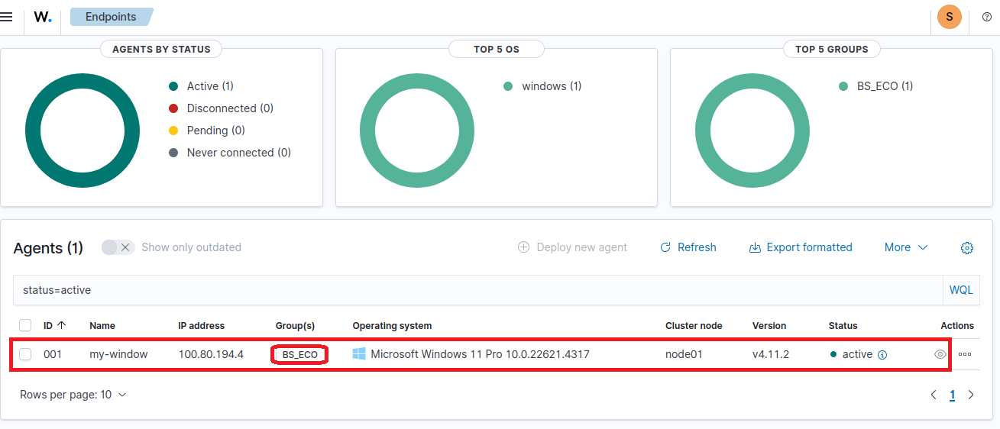 W. Endpoints S
AGENTS BY STATUS TOP 5 OS TOP 5 GROUPS
Active (1) windows (1) BS_ECO (1)
Disconnected (0)
Pending (0)
Never connected (0)
Agents (1) Show only outdated Deploy new agent Refresh Export formatted More
status=active WQL
ID Name IP address Group(s) Operating system Cluster node Version Status Actions
001 my-window 100.80.194.4 BS_ECO Microsoft Windows 11 Pro 10.0.22621.4317 node01 v4.11.2 active
Rows per page: 10 1